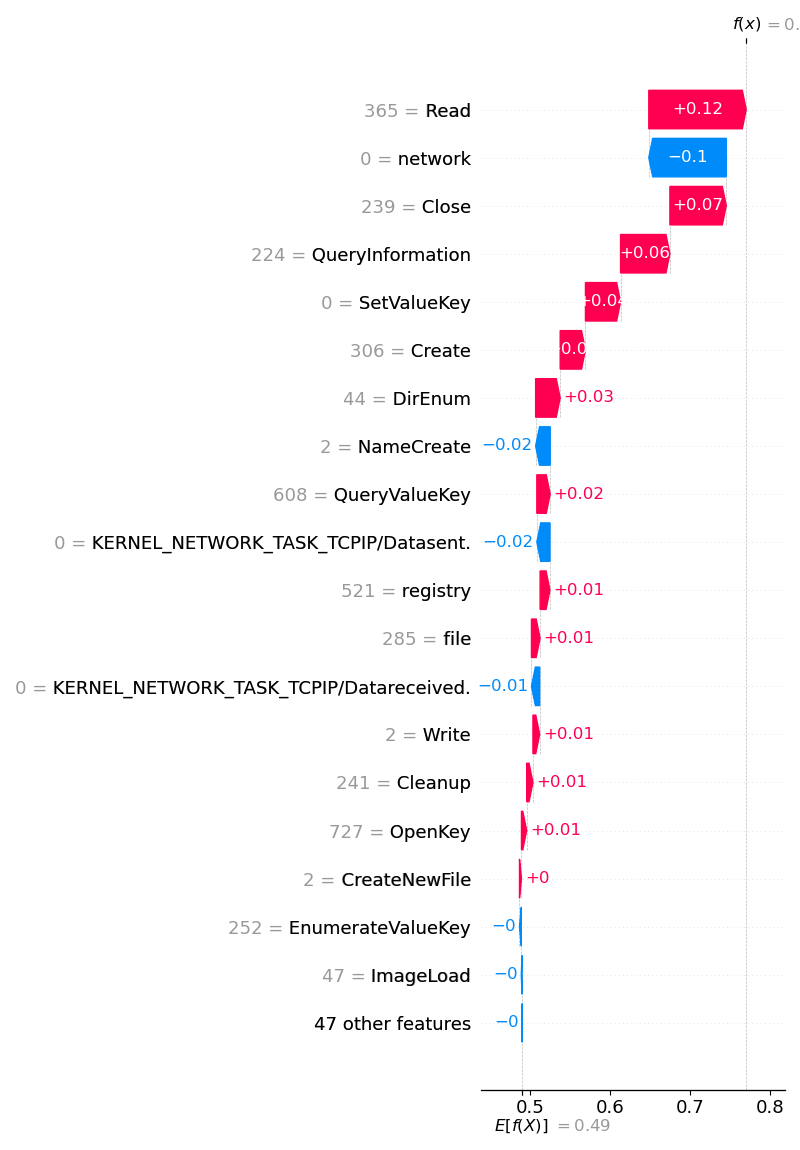 f(x) = 0.
365 = Read
+0.12
0 = network
−0.1
239 = Close
+0.07
224 = QueryInformation
+0.06
0 = SetValueKey
+0.04
306 = Create
0.0
44 = DirEnum
+0.03
2 = NameCreate
−0.02
608 = QueryValueKey
+0.02
0 = KERNEL_NETWORK_TASK_TCPIP/Datasent.
−0.02
521 = registry
+0.01
285 = file
+0.01
0 = KERNEL_NETWORK_TASK_TCPIP/Datareceived.
−0.01
2 = Write
+0.01
241 = Cleanup
+0.01
727 = OpenKey
+0.01
2 = CreateNewFile
+0
252 = EnumerateValueKey
−0
47 = ImageLoad
−0
47 other features
−0
0.5 0.6 0.7 0.8
E[f(X)] = 0.49